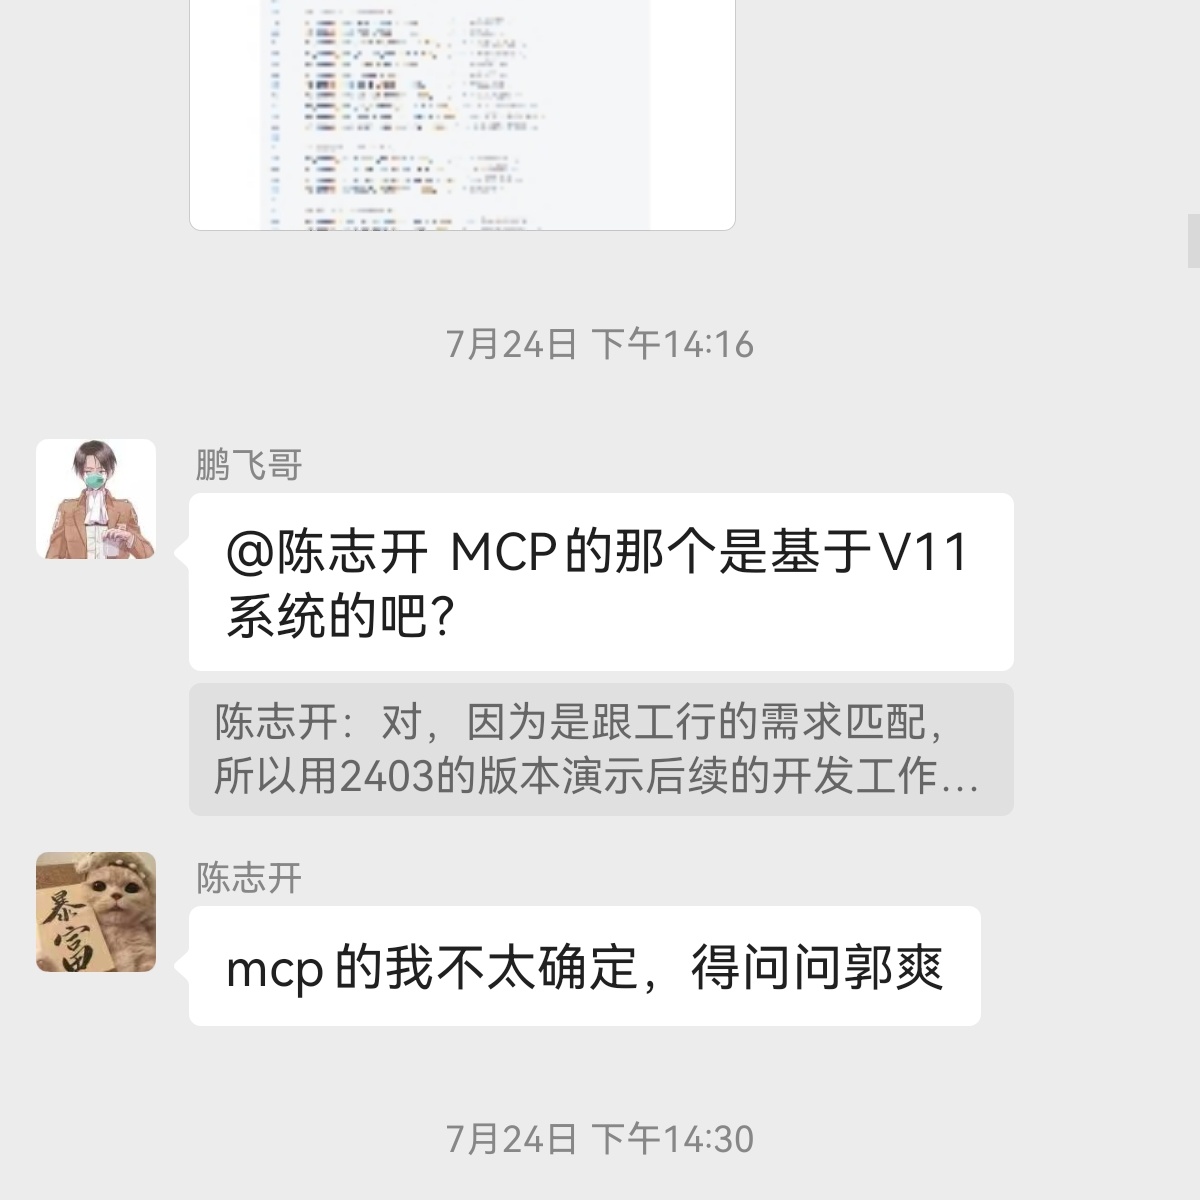 7月24日 下午14:16
鹏飞哥
@陈志开 MCP的那个是基于V11
系统的吧？
陈志开：对，因为是跟工行的需求匹配，
所以用2403的版本演示后续的开发工作...
陈志开
暴富
mcp的我不太确定，得问问郭爽
7月24日 下午14:30